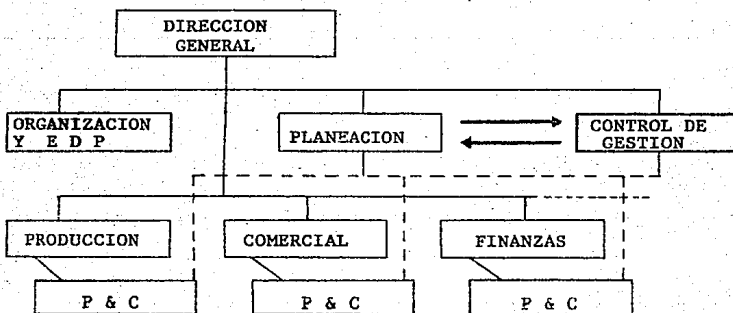 DIRECCION
GENERAL
ORGANIZACION
Y E D P
PLANEACION
CONTROL DE
GESTION
PRODUCCION
COMERCIAL
FINANZAS
P & C
P & C
P & C